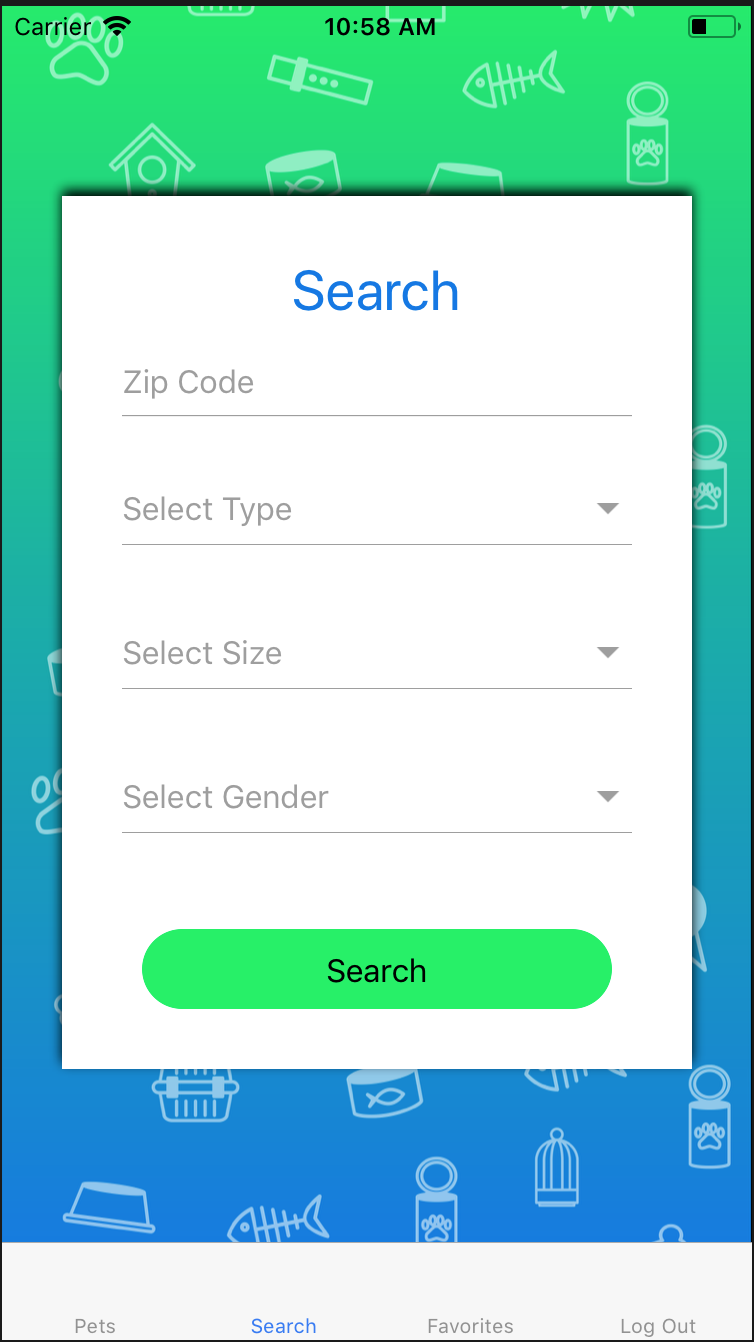 Carrier 10:58 AM
Search
Zip Code
Select Type
Select Size
Select Gender
Search
Pets Search Favorites Log Out